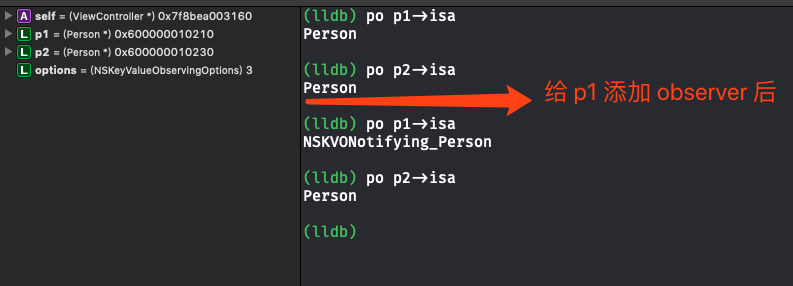 A self = (ViewController *) 0x7f8bea003160
L p1 = (Person *) 0x600000010210
L p2 = (Person *) 0x600000010230
L options = (NSKeyValueObservingOptions) 3
(lldb) po p1->isa
Person
(lldb) po p2->isa
Person
给 p1 添加 observer 后
(lldb) po p1->isa
NSKVONotifying_Person
(lldb) po p2->isa
Person
(lldb)